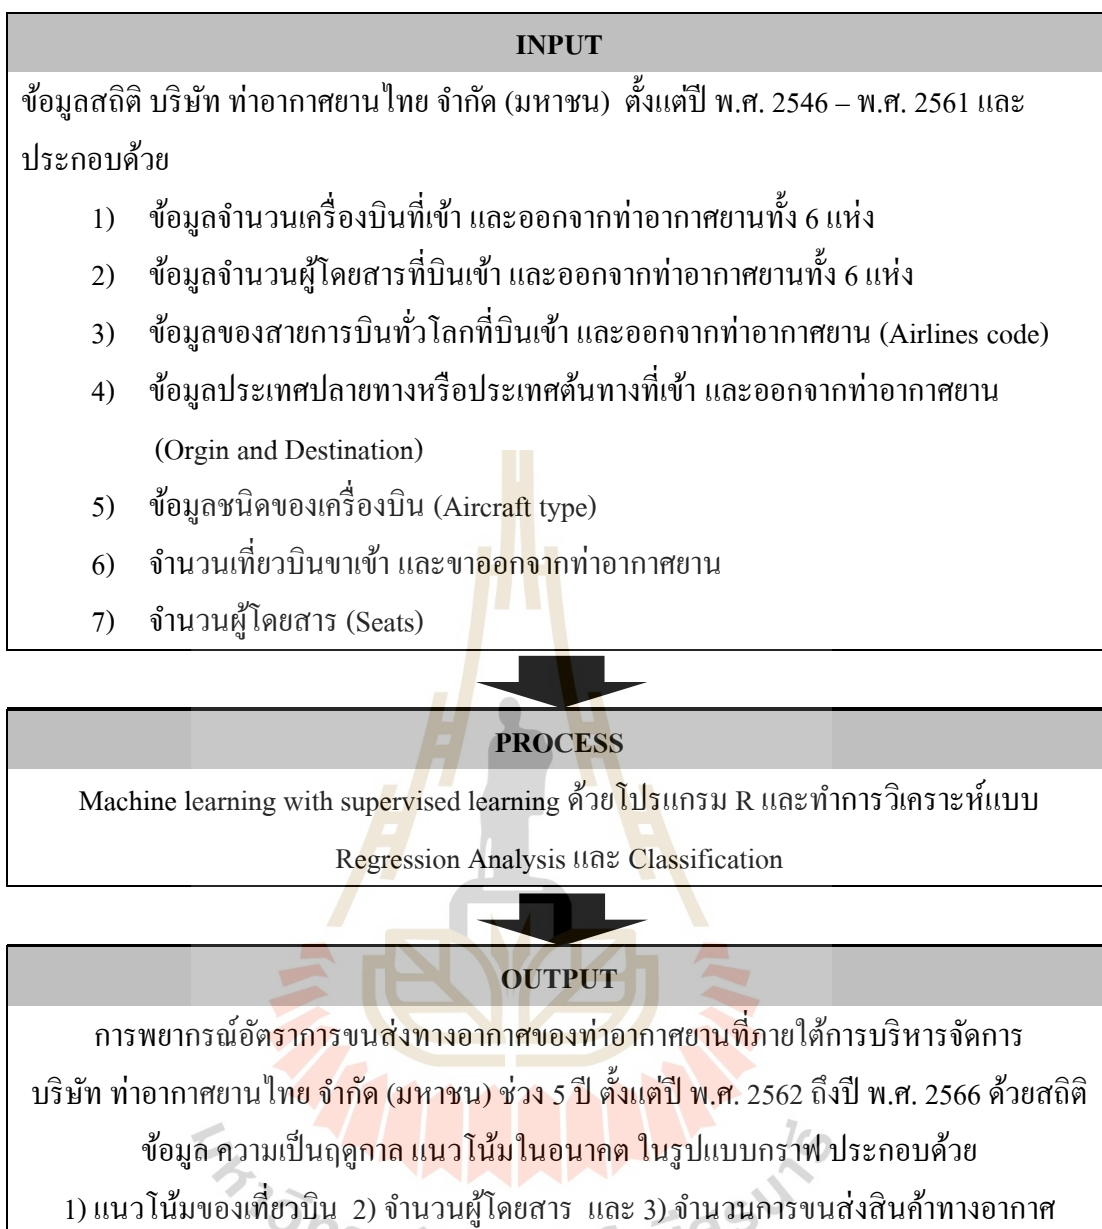 INPUT
ข้อมูลสถิติ บริษัท ท่าอากาศยานไทย จำกัด (มหาชน) ตั้งแต่ปี พ.ศ. 2546 – พ.ศ. 2561 และ
ประกอบด้วย
1) ข้อมูลจำนวนเครื่องบินที่เข้า และออกจากท่าอากาศยานทั้ง 6 แห่ง
2) ข้อมูลจำนวนผู้โดยสารที่บินเข้า และออกจากท่าอากาศยานทั้ง 6 แห่ง
3) ข้อมูลของสายการบินทั่วโลกที่บินเข้า และออกจากท่าอากาศยาน (Airlines code)
4) ข้อมูลประเทศปลายทางหรือประเทศต้นทางที่เข้า และออกจากท่าอากาศยาน
(Orgin and Destination)
5) ข้อมูลชนิดของเครื่องบิน (Aircraft type)
6) จำนวนเที่ยวบินขาเข้า และขาออกจากท่าอากาศยาน
7) จำนวนผู้โดยสาร (Seats)
PROCESS
Machine learning with supervised learning ด้วยโปรแกรม R และทำการวิเคราะห์แบบ
Regression Analysis และ Classification
OUTPUT
การพยากรณ์อัตราการขนส่งทางอากาศของท่าอากาศยานที่ภายใต้การบริหารจัดการ
บริษัท ท่าอากาศยานไทย จำกัด (มหาชน) ช่วง 5 ปี ตั้งแต่ปี พ.ศ. 2562 ถึงปี พ.ศ. 2566 ด้วยสถิติ
ข้อมูล ความเป็นฤดูกาล แนวโน้มในอนาคต ในรูปแบบกราฟ ประกอบด้วย
1) แนวโน้มของเที่ยวบิน 2) จำนวนผู้โดยสาร และ 3) จำนวนการขนส่งสินค้าทางอากาศ